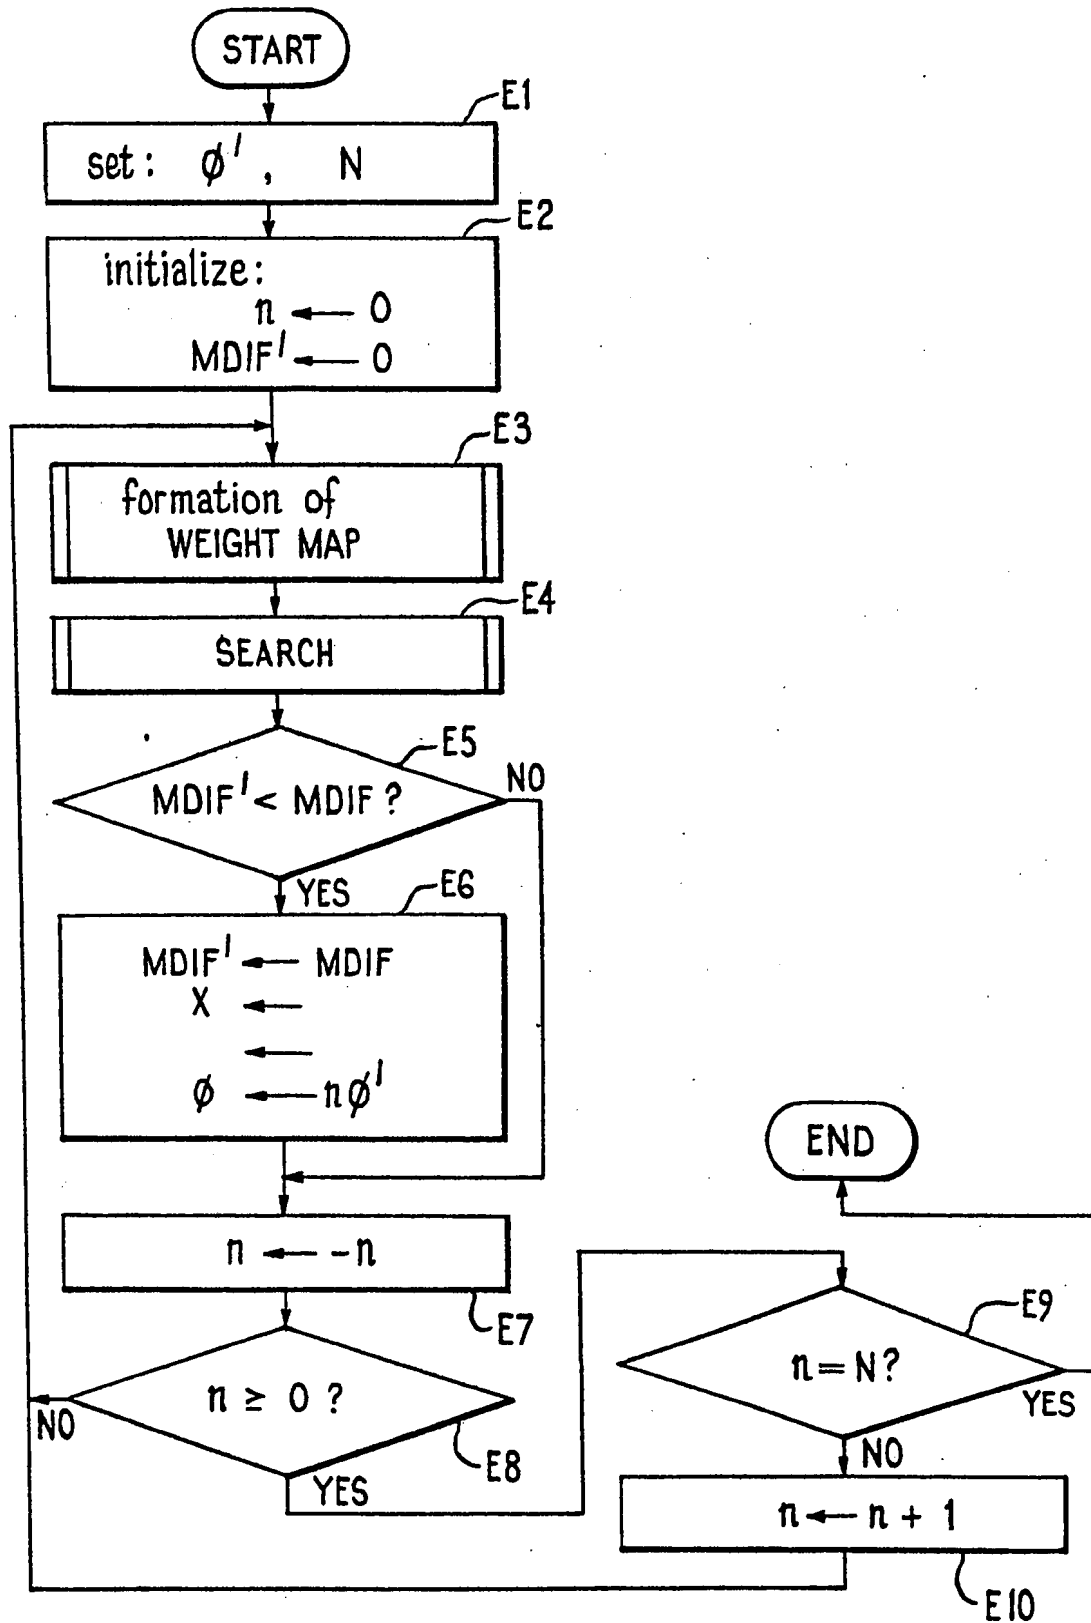 START
E1
set: φ', N
E2
initialize:
n ← 0
MDIF' ← 0
E3
formation of
WEIGHT MAP
E4
SEARCH
E5
MDIF' < MDIF?
NO
YES
E6
MDIF' ← MDIF
X ←
←
φ ← nφ'
n ← -n
E7
n ≥ 0 ?
NO
E8
YES
END
E9
n = N?
YES
NO
n ← n + 1
E10